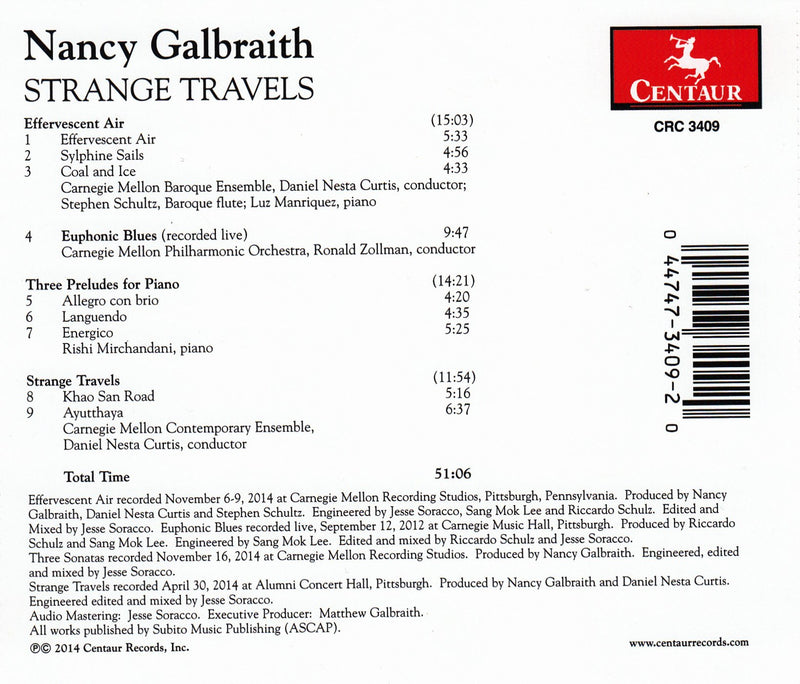 Nancy Galbraith
STRANGE TRAVELS
CENTAUR
CRC 3409
Effervescent Air (15:03)
1 Effervescent Air 5:33
2 Sylphine Sails 4:56
3 Coal and Ice 4:33
Carnegie Mellon Baroque Ensemble, Daniel Nesta Curtis, conductor;
Stephen Schultz, Baroque flute; Luz Manriquez, piano
4 Euphonic Blues (recorded live) 9:47
Carnegie Mellon Philharmonic Orchestra, Ronald Zollman, conductor
Three Preludes for Piano (14:21)
5 Allegro con brio 4:20
6 Languendo 4:35
7 Energico 5:25
Rishi Mirchandani, piano
Strange Travels (11:54)
8 Khao San Road 5:16
9 Ayutthaya 6:37
Carnegie Mellon Contemporary Ensemble,
Daniel Nesta Curtis, conductor
Total Time 51:06
0 44747-3409-2 0
Effervescent Air recorded November 6-9, 2014 at Carnegie Mellon Recording Studios, Pittsburgh, Pennsylvania. Produced by Nancy
Galbraith, Daniel Nesta Curtis and Stephen Schultz. Engineered by Jesse Soracco, Sang Mok Lee and Riccardo Schulz. Edited and
Mixed by Jesse Soracco. Euphonic Blues recorded live, September 12, 2012 at Carnegie Music Hall, Pittsburgh. Produced by Riccardo
Schulz and Sang Mok Lee. Engineered by Sang Mok Lee. Edited and mixed by Riccardo Schulz and Jesse Soracco.
Three Sonatas recorded November 16, 2014 at Carnegie Mellon Recording Studios. Produced by Nancy Galbraith. Engineered, edited
and mixed by Jesse Soracco.
Strange Travels recorded April 30, 2014 at Alumni Concert Hall, Pittsburgh. Produced by Nancy Galbraith and Daniel Nesta Curtis.
Engineered edited and mixed by Jesse Soracco.
Audio Mastering: Jesse Soracco. Executive Producer: Matthew Galbraith.
All works published by Subito Music Publishing (ASCAP).
℗© 2014 Centaur Records, Inc.
www.centaurrecords.com